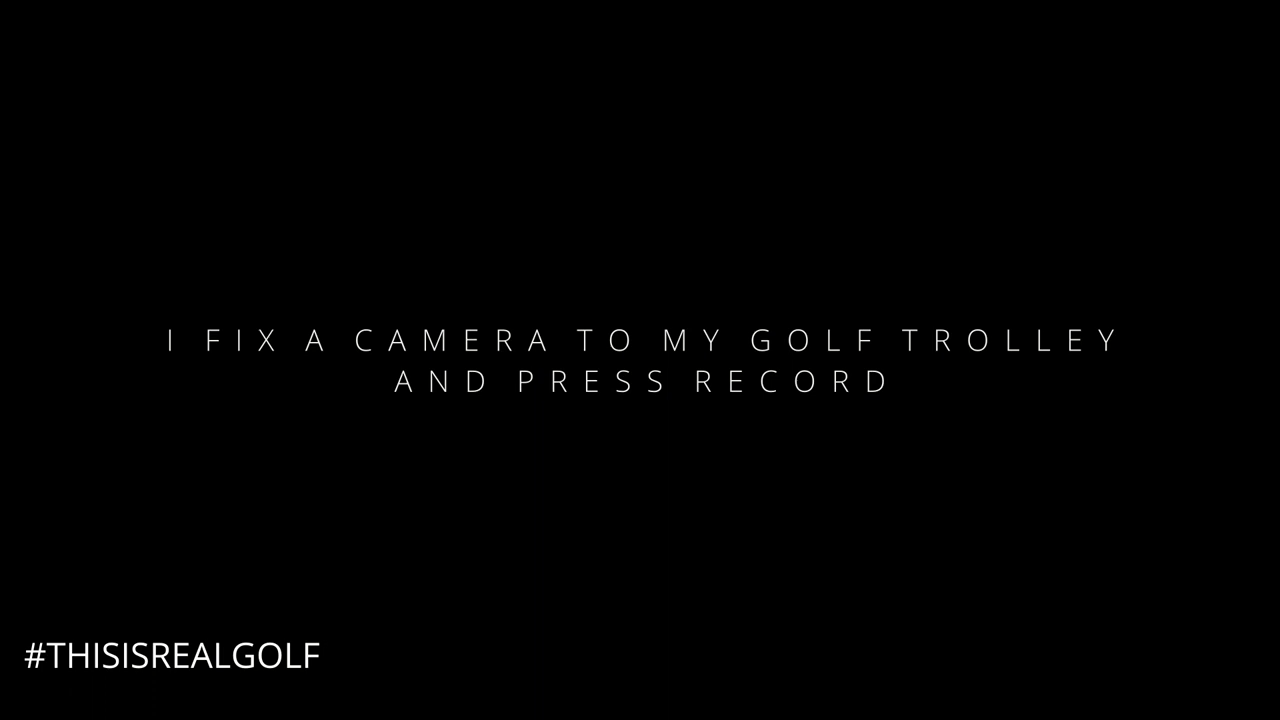 I FIX A CAMERA TO MY GOLF TROLLEY
AND PRESS RECORD
#THISISREALGOLF